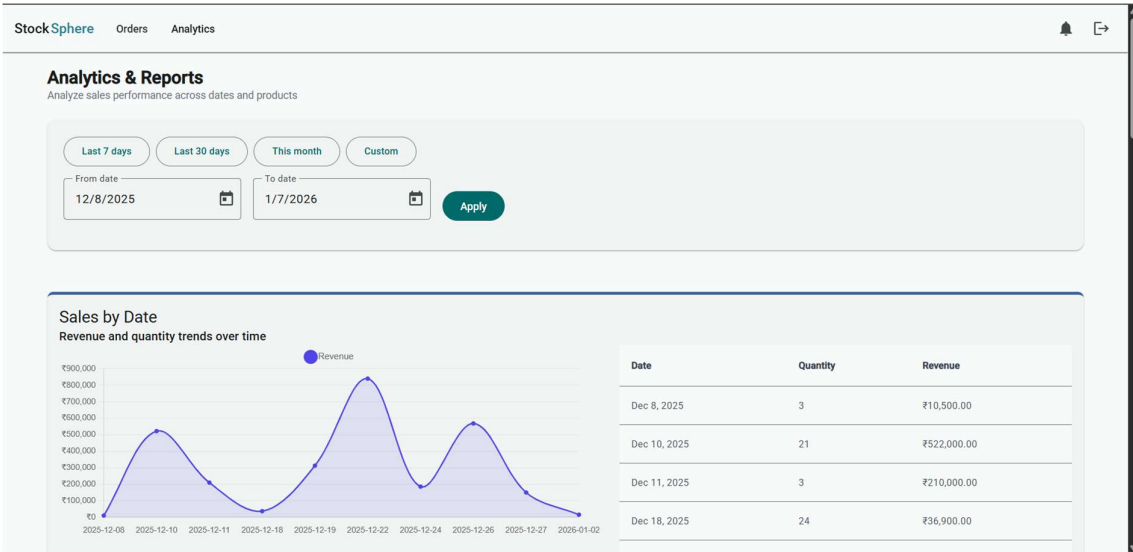 StockSphere Orders Analytics
Analytics & Reports
Analyze sales performance across dates and products
Last 7 days Last 30 days This month Custom
From date To date
12/8/2025 1/7/2026 Apply
Sales by Date
Revenue and quantity trends over time
Revenue
₹900,000
₹800,000
₹700,000
₹600,000
₹500,000
₹400,000
₹300,000
₹200,000
₹100,000
₹0
2025-12-08 2025-12-10 2025-12-11 2025-12-18 2025-12-19 2025-12-22 2025-12-24 2025-12-26 2025-12-27 2026-01-02
Date Quantity Revenue
Dec 8, 2025 3 ₹10,500.00
Dec 10, 2025 21 ₹522,000.00
Dec 11, 2025 3 ₹210,000.00
Dec 18, 2025 24 ₹36,900.00